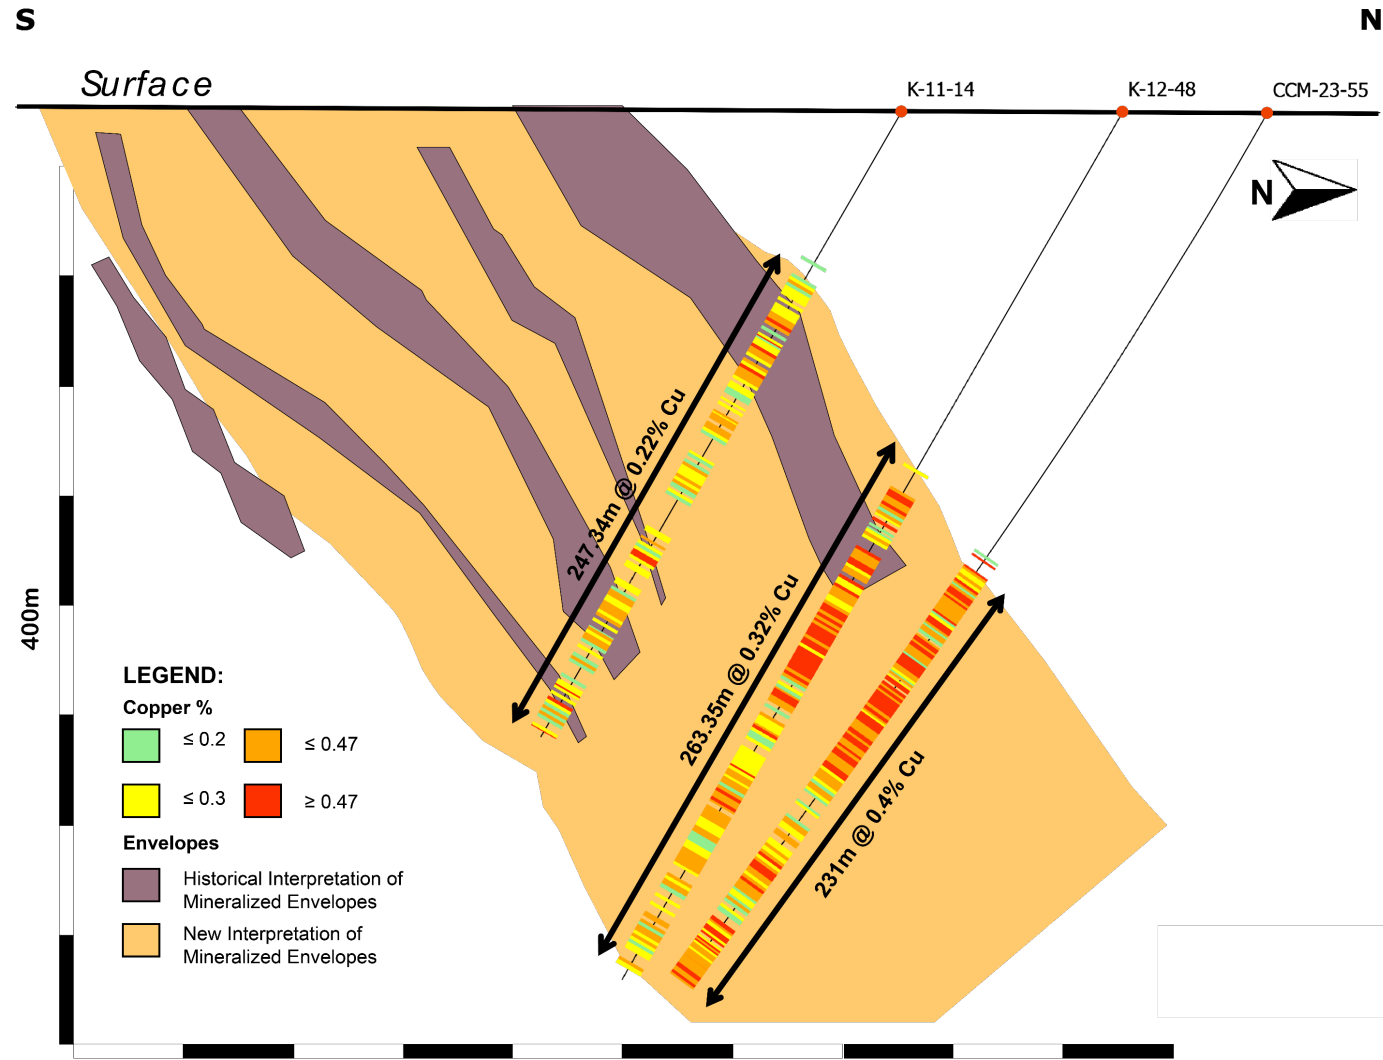 S
N
Surface
K-11-14
K-12-48
CCM-23-55
N
247.34m @ 0.22% Cu
263.35m @ 0.32% Cu
231m @ 0.4% Cu
400m
LEGEND:
Copper %
≤ 0.2
≤ 0.47
≤ 0.3
≥ 0.47
Envelopes
Historical Interpretation of
Mineralized Envelopes
New Interpretation of
Mineralized Envelopes